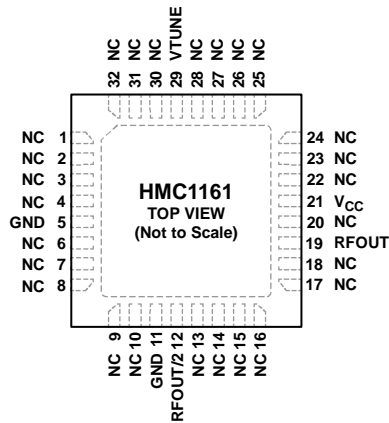 32 NC
31 NC
30 NC
29 VTUNE
28 NC
27 NC
26 NC
25 NC
NC 1
NC 2
NC 3
NC 4
GND 5
NC 6
NC 7
NC 8
HMC1161
TOP VIEW
(Not to Scale)
24 NC
23 NC
22 NC
21 VCC
20 NC
19 RFOUT
18 NC
17 NC
NC 9
NC 10
GND 11
RFOUT/2 12
NC 13
NC 14
NC 15
NC 16